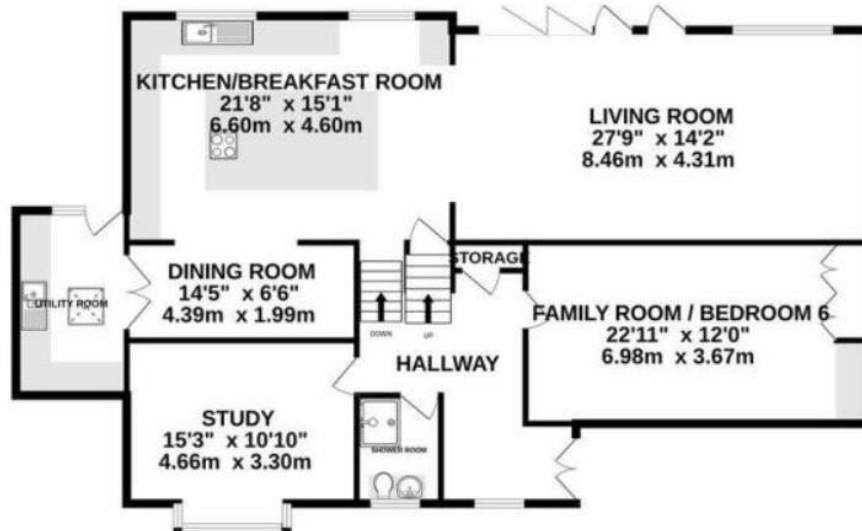 KITCHEN/BREAKFAST ROOM
21'8" x 15'1"
6.60m x 4.60m
LIVING ROOM
27'9" x 14'2"
8.46m x 4.31m
STORAGE
DINING ROOM
14'5" x 6'6"
4.39m x 1.99m
UTILITY ROOM
FAMILY ROOM / BEDROOM 6
22'11" x 12'0"
6.98m x 3.67m
DOWN
UP
HALLWAY
STUDY
15'3" x 10'10"
4.66m x 3.30m
SHOWER ROOM